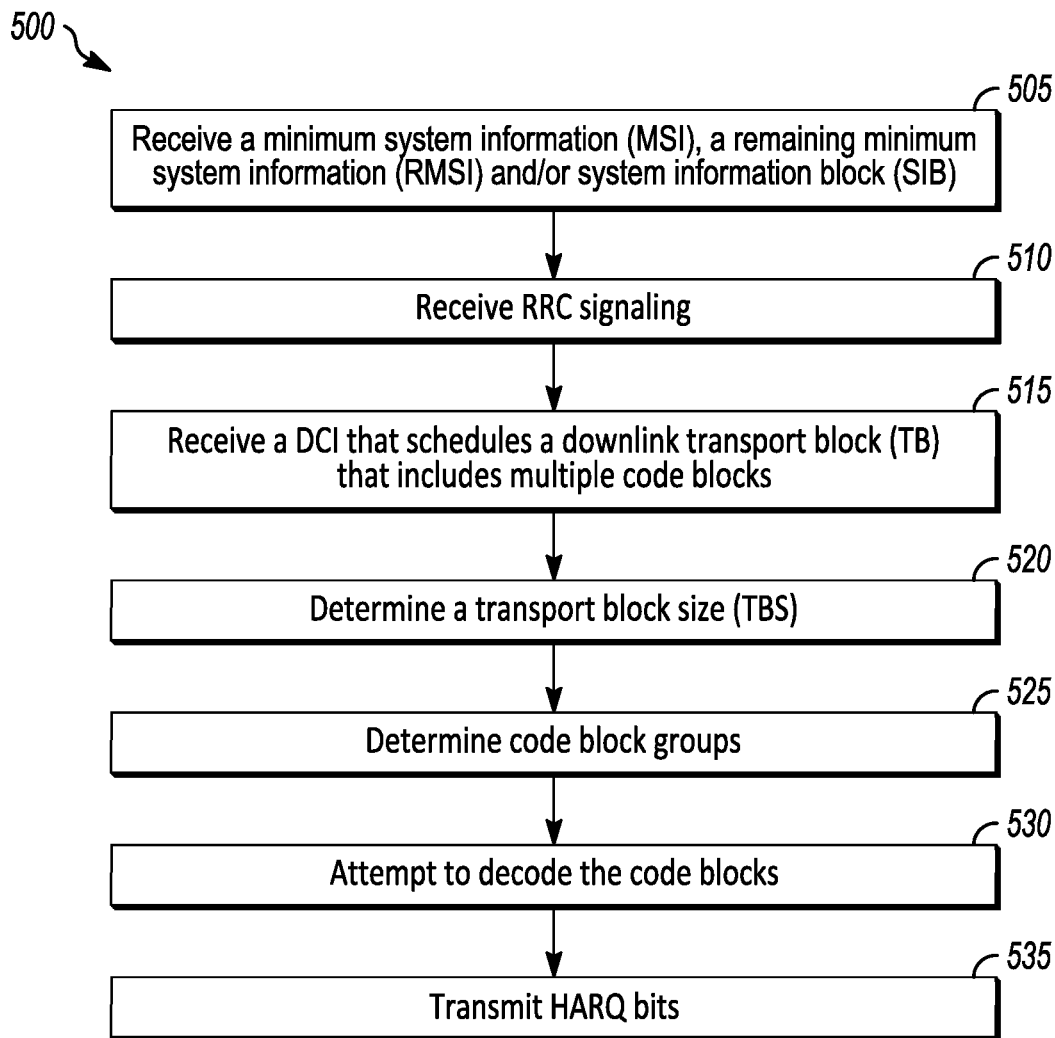 500
505
Receive a minimum system information (MSI), a remaining minimum
system information (RMSI) and/or system information block (SIB)
510
Receive RRC signaling
515
Receive a DCI that schedules a downlink transport block (TB)
that includes multiple code blocks
520
Determine a transport block size (TBS)
525
Determine code block groups
530
Attempt to decode the code blocks
535
Transmit HARQ bits